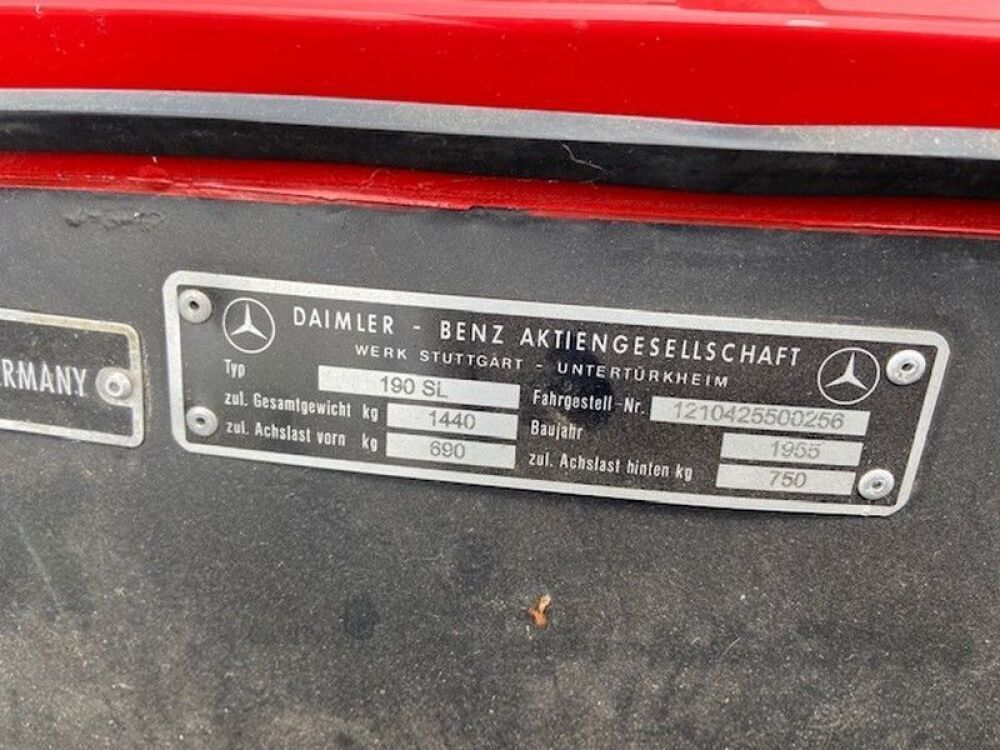 ERMANY
DAIMLER - BENZ AKTIENGESELLSCHAFT
WERK STUTTGART - UNTERTÜRKHEIM
Typ 190 SL Fahrgestell-Nr. 1210425500256
zul. Gesamtgewicht kg 1440 Baujahr 1955
zul. Achslast vorn kg 690 zul. Achslast hinten kg 750